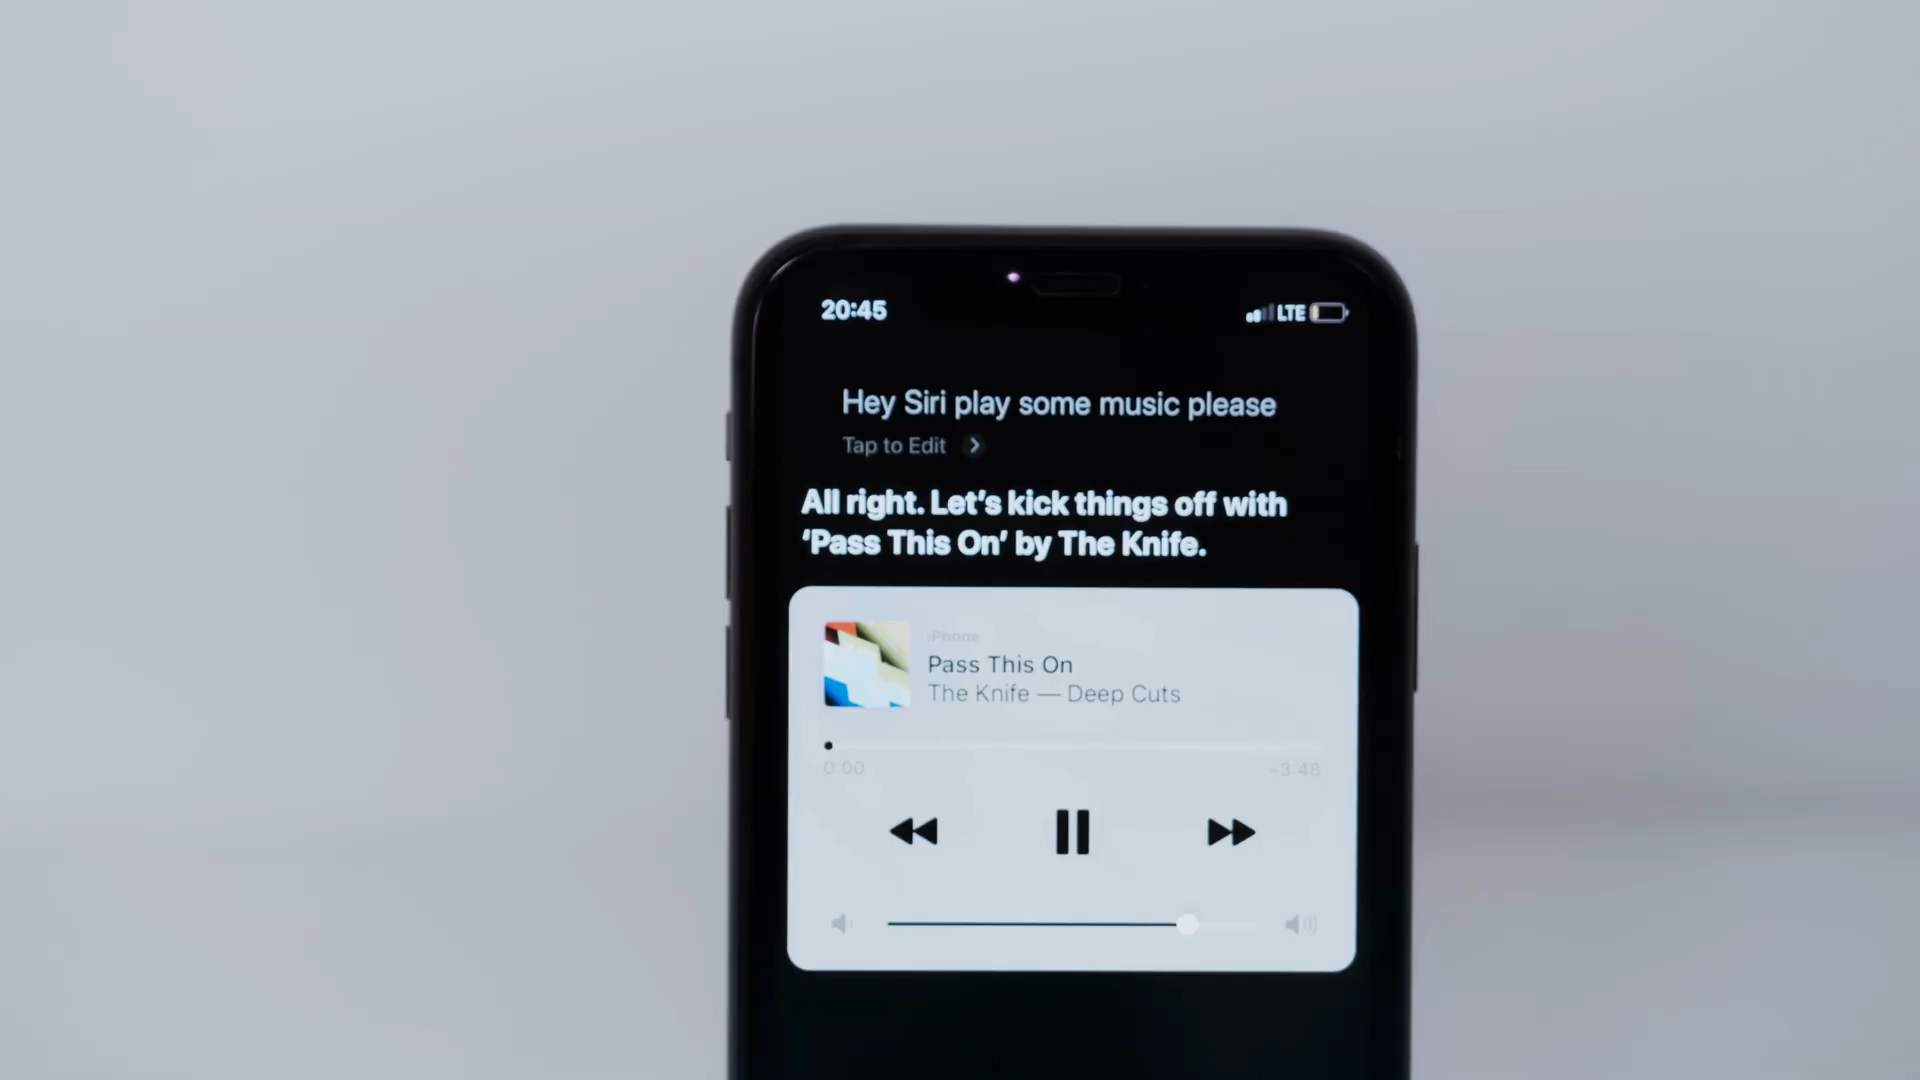 20:45 LTE
Hey Siri play some music please
Tap to Edit
All right. Let’s kick things off with
‘Pass This On’ by The Knife.
iPhone
Pass This On
The Knife — Deep Cuts
0:00 -3:48